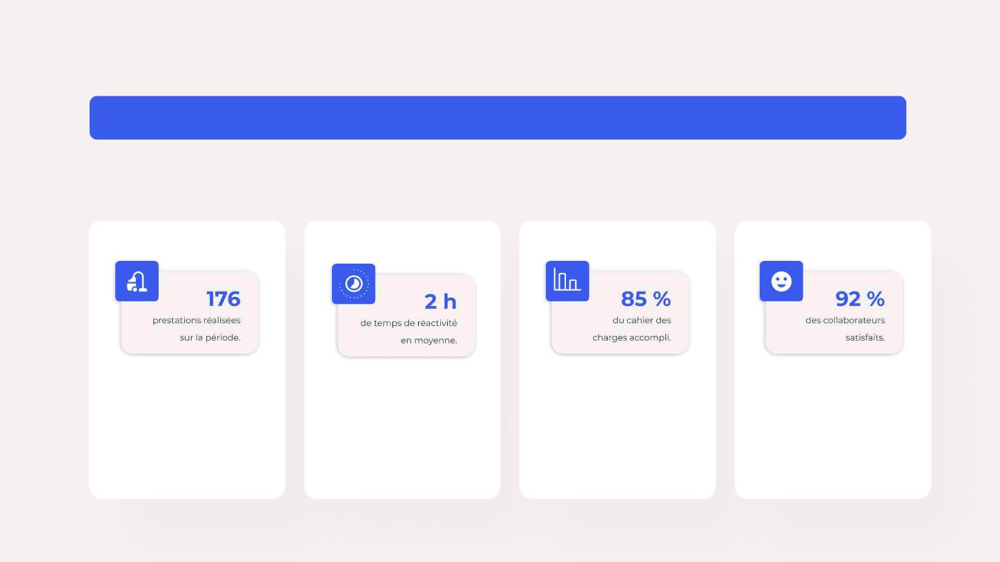 176
prestations réalisées
sur la période.
2 h
de temps de réactivité
en moyenne.
85 %
du cahier des
charges accompli.
92 %
des collaborateurs
satisfaits.